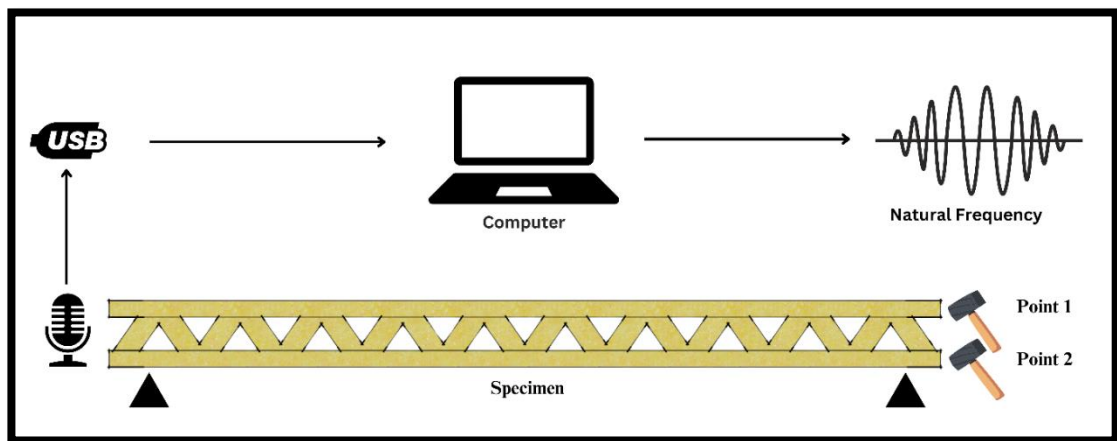 USB
Computer
Natural Frequency
Point 1
Point 2
Specimen